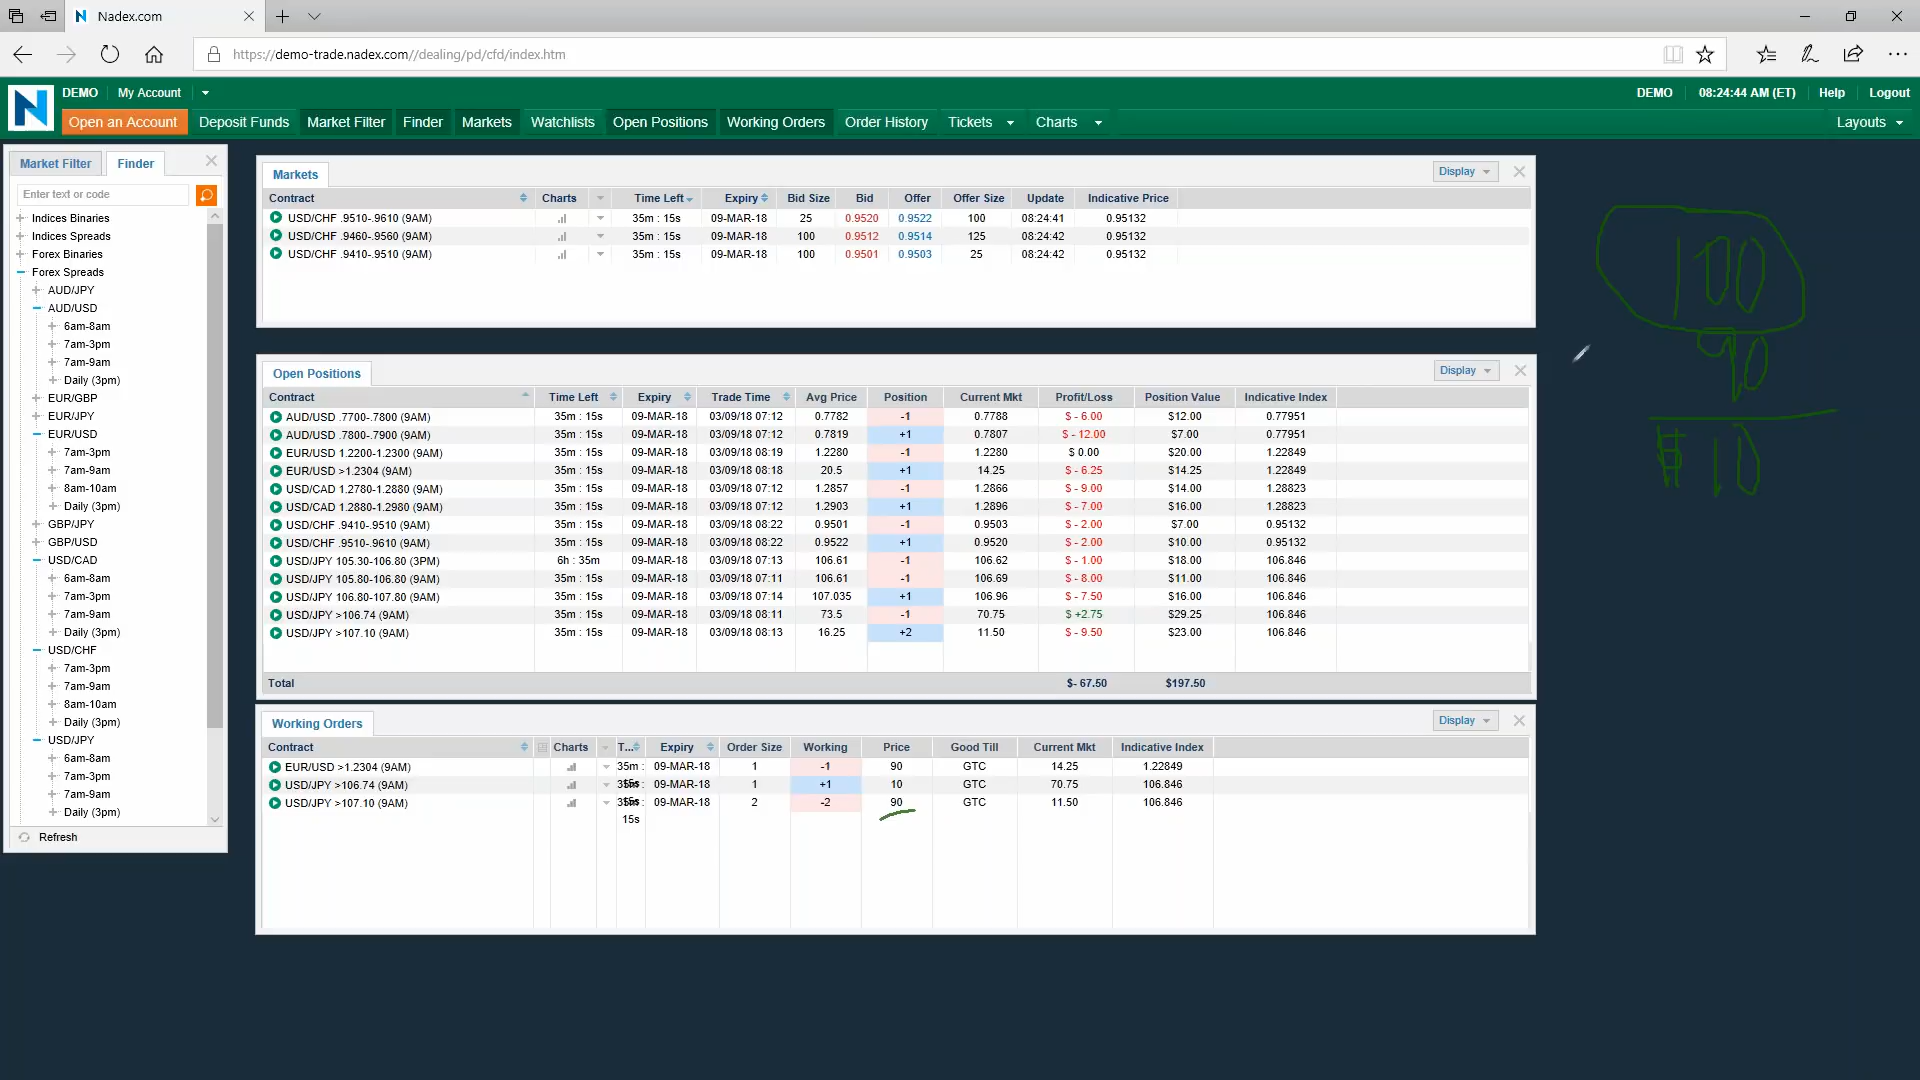 Nadex.com
https://demo-trade.nadex.com//dealing/pd/cfd/index.htm
N DEMO My Account DEMO 08:24:44 AM (ET) Help Logout
Open an Account Deposit Funds Market Filter Finder Markets Watchlists Open Positions Working Orders Order History Tickets Charts Layouts
Market Filter Finder
Enter text or code
Indices Binaries
Indices Spreads
Forex Binaries
Forex Spreads
AUD/JPY
AUD/USD
6am-8am
7am-3pm
7am-9am
Daily (3pm)
EUR/GBP
EUR/JPY
EUR/USD
7am-3pm
7am-9am
8am-10am
Daily (3pm)
GBP/JPY
GBP/USD
USD/CAD
6am-8am
7am-3pm
7am-9am
Daily (3pm)
USD/CHF
7am-3pm
7am-9am
8am-10am
Daily (3pm)
USD/JPY
6am-8am
7am-3pm
7am-9am
Daily (3pm)
Refresh
Markets Display
Contract Charts Time Left Expiry Bid Size Bid Offer Offer Size Update Indicative Price
USD/CHF .9510-.9610 (9AM) 35m : 15s 09-MAR-18 25 0.9520 0.9522 100 08:24:41 0.95132
USD/CHF .9460-.9560 (9AM) 35m : 15s 09-MAR-18 100 0.9512 0.9514 125 08:24:42 0.95132
USD/CHF .9410-.9510 (9AM) 35m : 15s 09-MAR-18 100 0.9501 0.9503 25 08:24:42 0.95132
Open Positions Display
Contract Time Left Expiry Trade Time Avg Price Position Current Mkt Profit/Loss Position Value Indicative Index
AUD/USD .7700-.7800 (9AM) 35m : 15s 09-MAR-18 03/09/18 07:12 0.7782 -1 0.7788 $ - 6.00 $12.00 0.77951
AUD/USD .7800-.7900 (9AM) 35m : 15s 09-MAR-18 03/09/18 07:12 0.7819 +1 0.7807 $ - 12.00 $7.00 0.77951
EUR/USD 1.2200-1.2300 (9AM) 35m : 15s 09-MAR-18 03/09/18 08:19 1.2280 -1 1.2280 $ 0.00 $20.00 1.22849
EUR/USD >1.2304 (9AM) 35m : 15s 09-MAR-18 03/09/18 08:18 20.5 +1 14.25 $ - 6.25 $14.25 1.22849
USD/CAD 1.2780-1.2880 (9AM) 35m : 15s 09-MAR-18 03/09/18 07:12 1.2857 -1 1.2866 $ - 9.00 $14.00 1.28823
USD/CAD 1.2880-1.2980 (9AM) 35m : 15s 09-MAR-18 03/09/18 07:12 1.2903 +1 1.2896 $ - 7.00 $16.00 1.28823
USD/CHF .9410-.9510 (9AM) 35m : 15s 09-MAR-18 03/09/18 08:22 0.9501 -1 0.9503 $ - 2.00 $7.00 0.95132
USD/CHF .9510-.9610 (9AM) 35m : 15s 09-MAR-18 03/09/18 08:22 0.9522 +1 0.9520 $ - 2.00 $10.00 0.95132
USD/JPY 105.30-106.80 (3PM) 6h : 35m 09-MAR-18 03/09/18 07:13 106.61 -1 106.62 $ - 1.00 $18.00 106.846
USD/JPY 105.80-106.80 (9AM) 35m : 15s 09-MAR-18 03/09/18 07:11 106.61 -1 106.69 $ - 8.00 $11.00 106.846
USD/JPY 106.80-107.80 (9AM) 35m : 15s 09-MAR-18 03/09/18 07:14 107.035 +1 106.96 $ - 7.50 $16.00 106.846
USD/JPY >106.74 (9AM) 35m : 15s 09-MAR-18 03/09/18 08:11 73.5 -1 70.75 $ +2.75 $29.25 106.846
USD/JPY >107.10 (9AM) 35m : 15s 09-MAR-18 03/09/18 08:13 16.25 +2 11.50 $ - 9.50 $23.00 106.846
Total $- 67.50 $197.50
Working Orders Display
Contract Charts T... Expiry Order Size Working Price Good Till Current Mkt Indicative Index
EUR/USD >1.2304 (9AM) 35m : 15s 09-MAR-18 1 -1 90 GTC 14.25 1.22849
USD/JPY >106.74 (9AM) 35m : 15s 09-MAR-18 1 +1 10 GTC 70.75 106.846
USD/JPY >107.10 (9AM) 35m : 15s 09-MAR-18 2 -2 90 GTC 11.50 106.846
100
90
$10